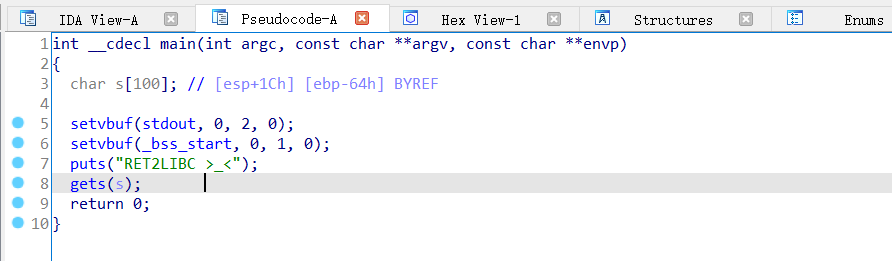 IDA View-A Pseudocode-A Hex View-1 Structures Enums
1 int __cdecl main(int argc, const char **argv, const char **envp)
2 {
3 char s[100]; // [esp+1Ch] [ebp-64h] BYREF
4
5 setvbuf(stdout, 0, 2, 0);
6 setvbuf(_bss_start, 0, 1, 0);
7 puts("RET2LIBC >_<");
8 gets(s);
9 return 0;
10 }